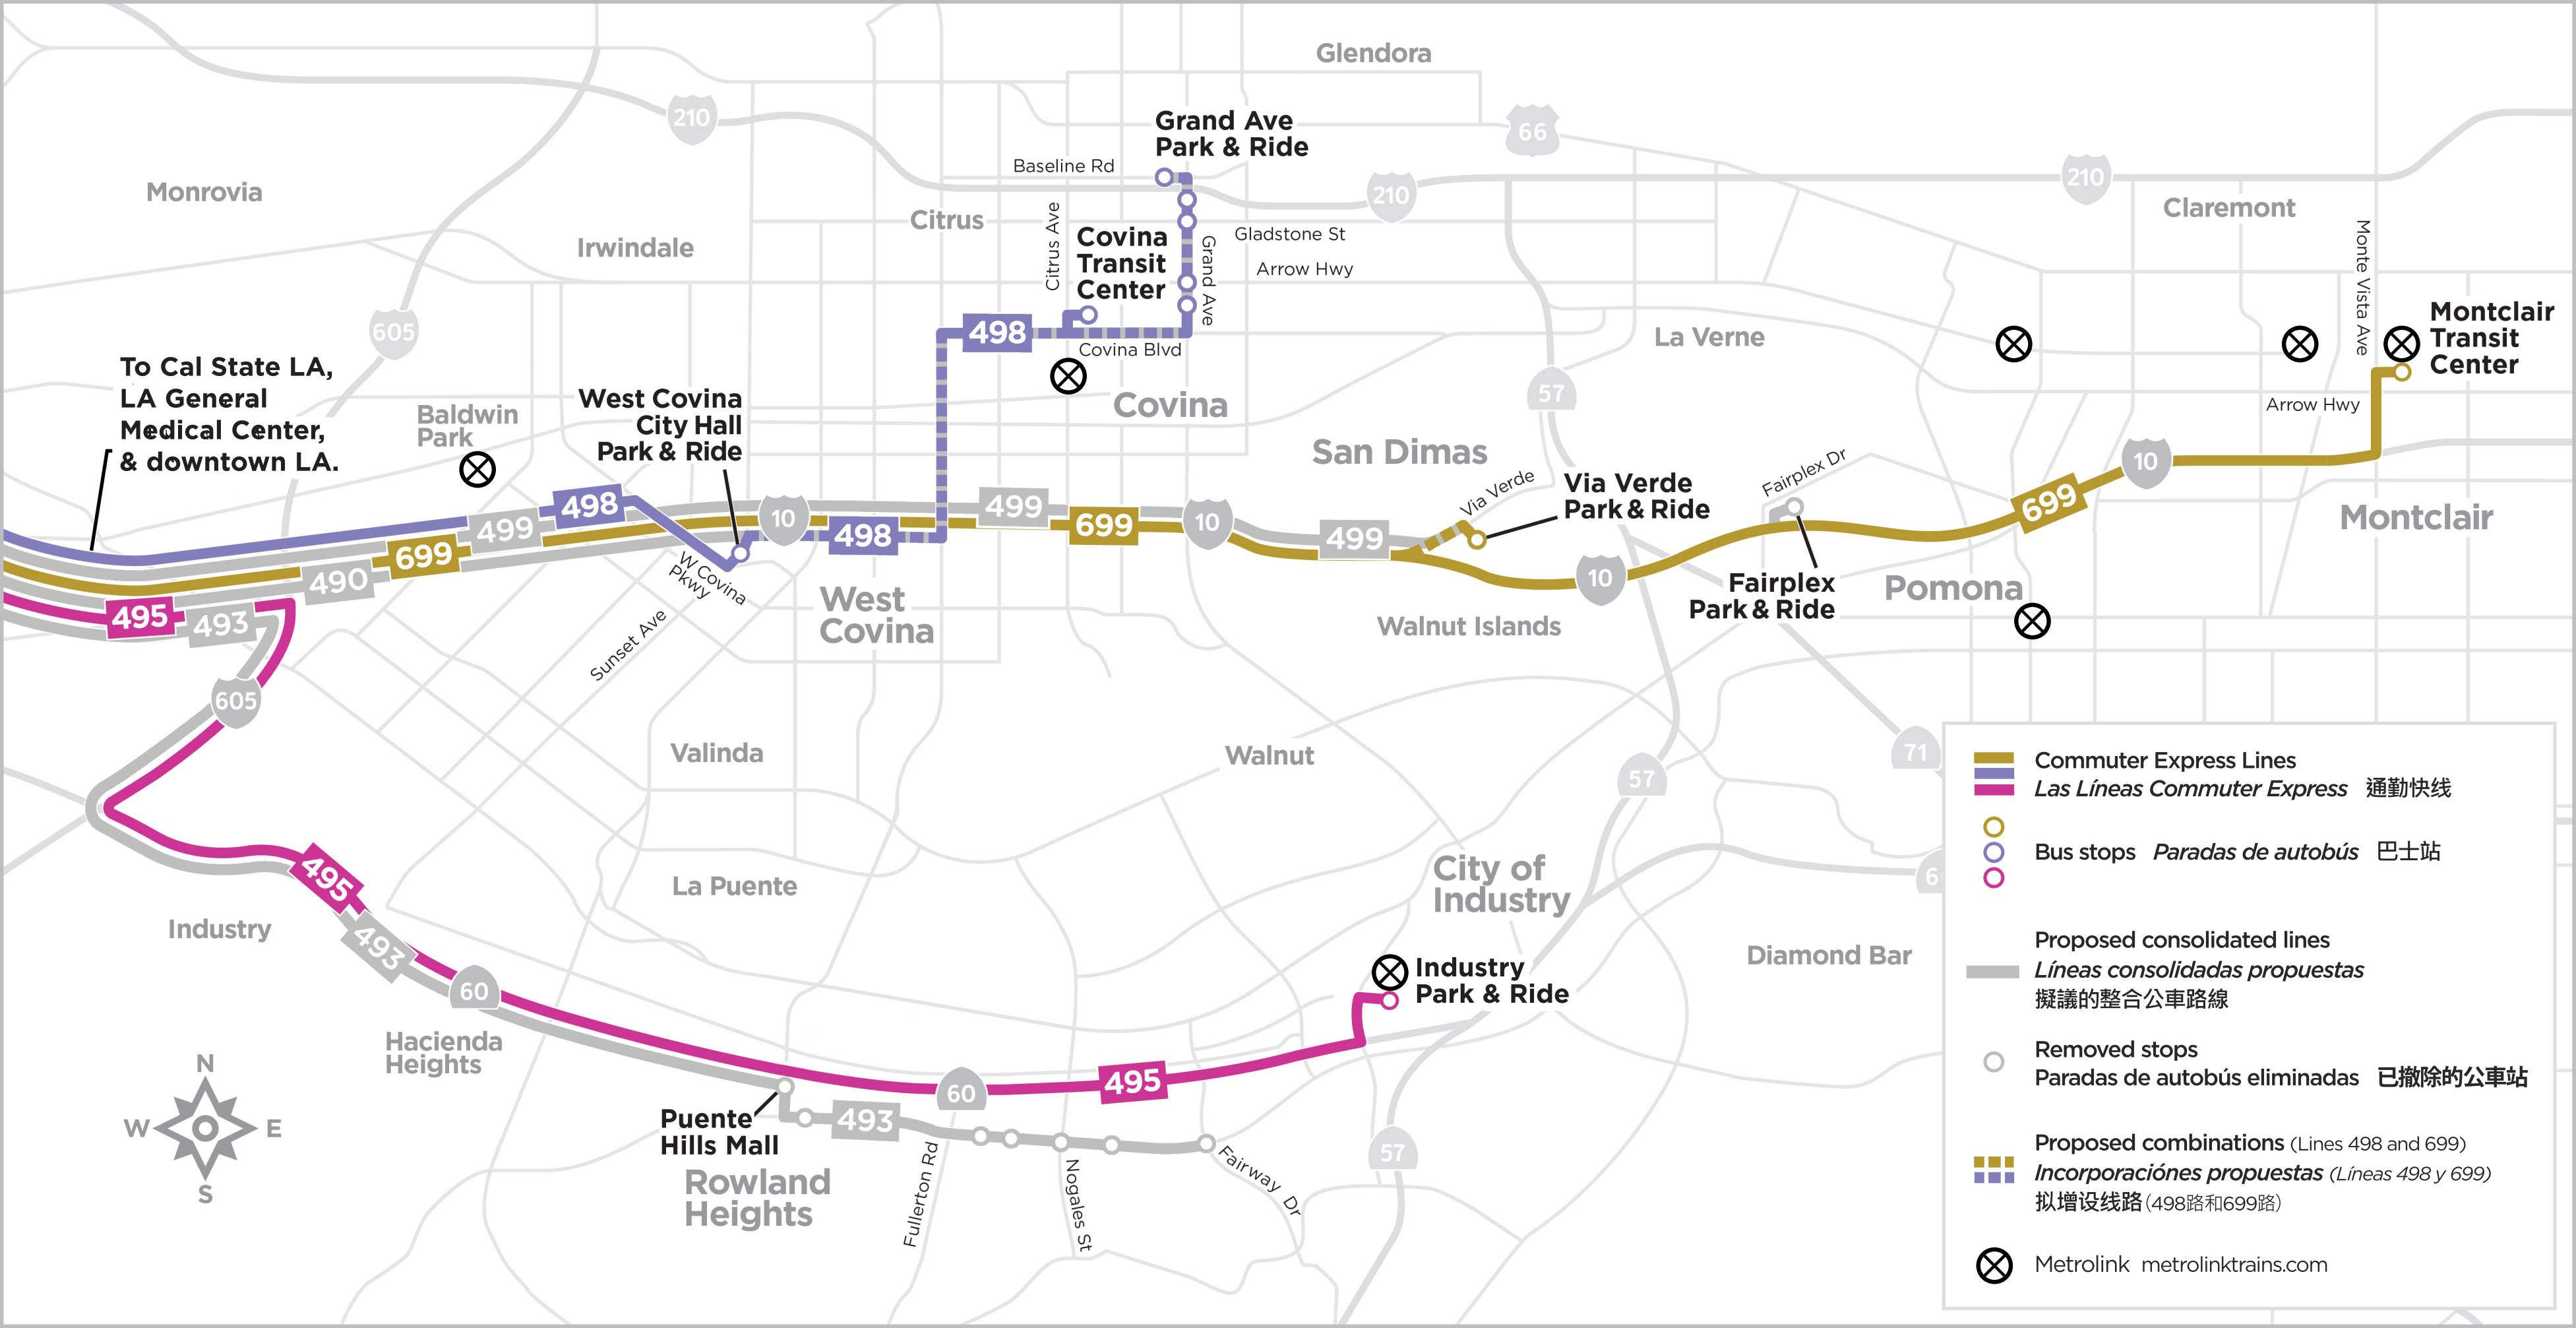 Glendora
210
Grand Ave
Park & Ride
66
Baseline Rd
Monrovia
210
210
Claremont
Citrus
Citrus Ave
Irwindale
Covina
Transit
Center
Grand Ave
Gladstone St
Arrow Hwy
Monte Vista Ave
605
498
Covina Blvd
La Verne
Montclair
Transit
Center
To Cal State LA,
LA General
Medical Center,
& downtown LA.
Baldwin
Park
West Covina
City Hall
Park & Ride
Covina
57
Arrow Hwy
San Dimas
Via Verde
Via Verde
Park & Ride
Fairplex Dr
10
699
498
499
10
499
10
499
699
498
699
490
495
493
W Covina
Pkwy
Sunset Ave
West
Covina
10
Walnut Islands
Fairplex
Park & Ride
Pomona
Montclair
605
Valinda
Walnut
57
71
La Puente
495
493
Industry
City of
Industry
6
Diamond Bar
60
Industry
Park & Ride
Hacienda
Heights
N
W
E
S
495
60
Puente
Hills Mall
493
Rowland
Heights
Fullerton Rd
Nogales St
Fairway Dr
57
Commuter Express Lines
Las Líneas Commuter Express 通勤快线
Bus stops Paradas de autobús 巴士站
Proposed consolidated lines
Líneas consolidadas propuestas
擬議的整合公車路線
Removed stops
Paradas de autobús eliminadas 已撤除的公車站
Proposed combinations (Lines 498 and 699)
Incorporaciónes propuestas (Líneas 498 y 699)
拟增设线路(498路和699路)
Metrolink metrolinktrains.com